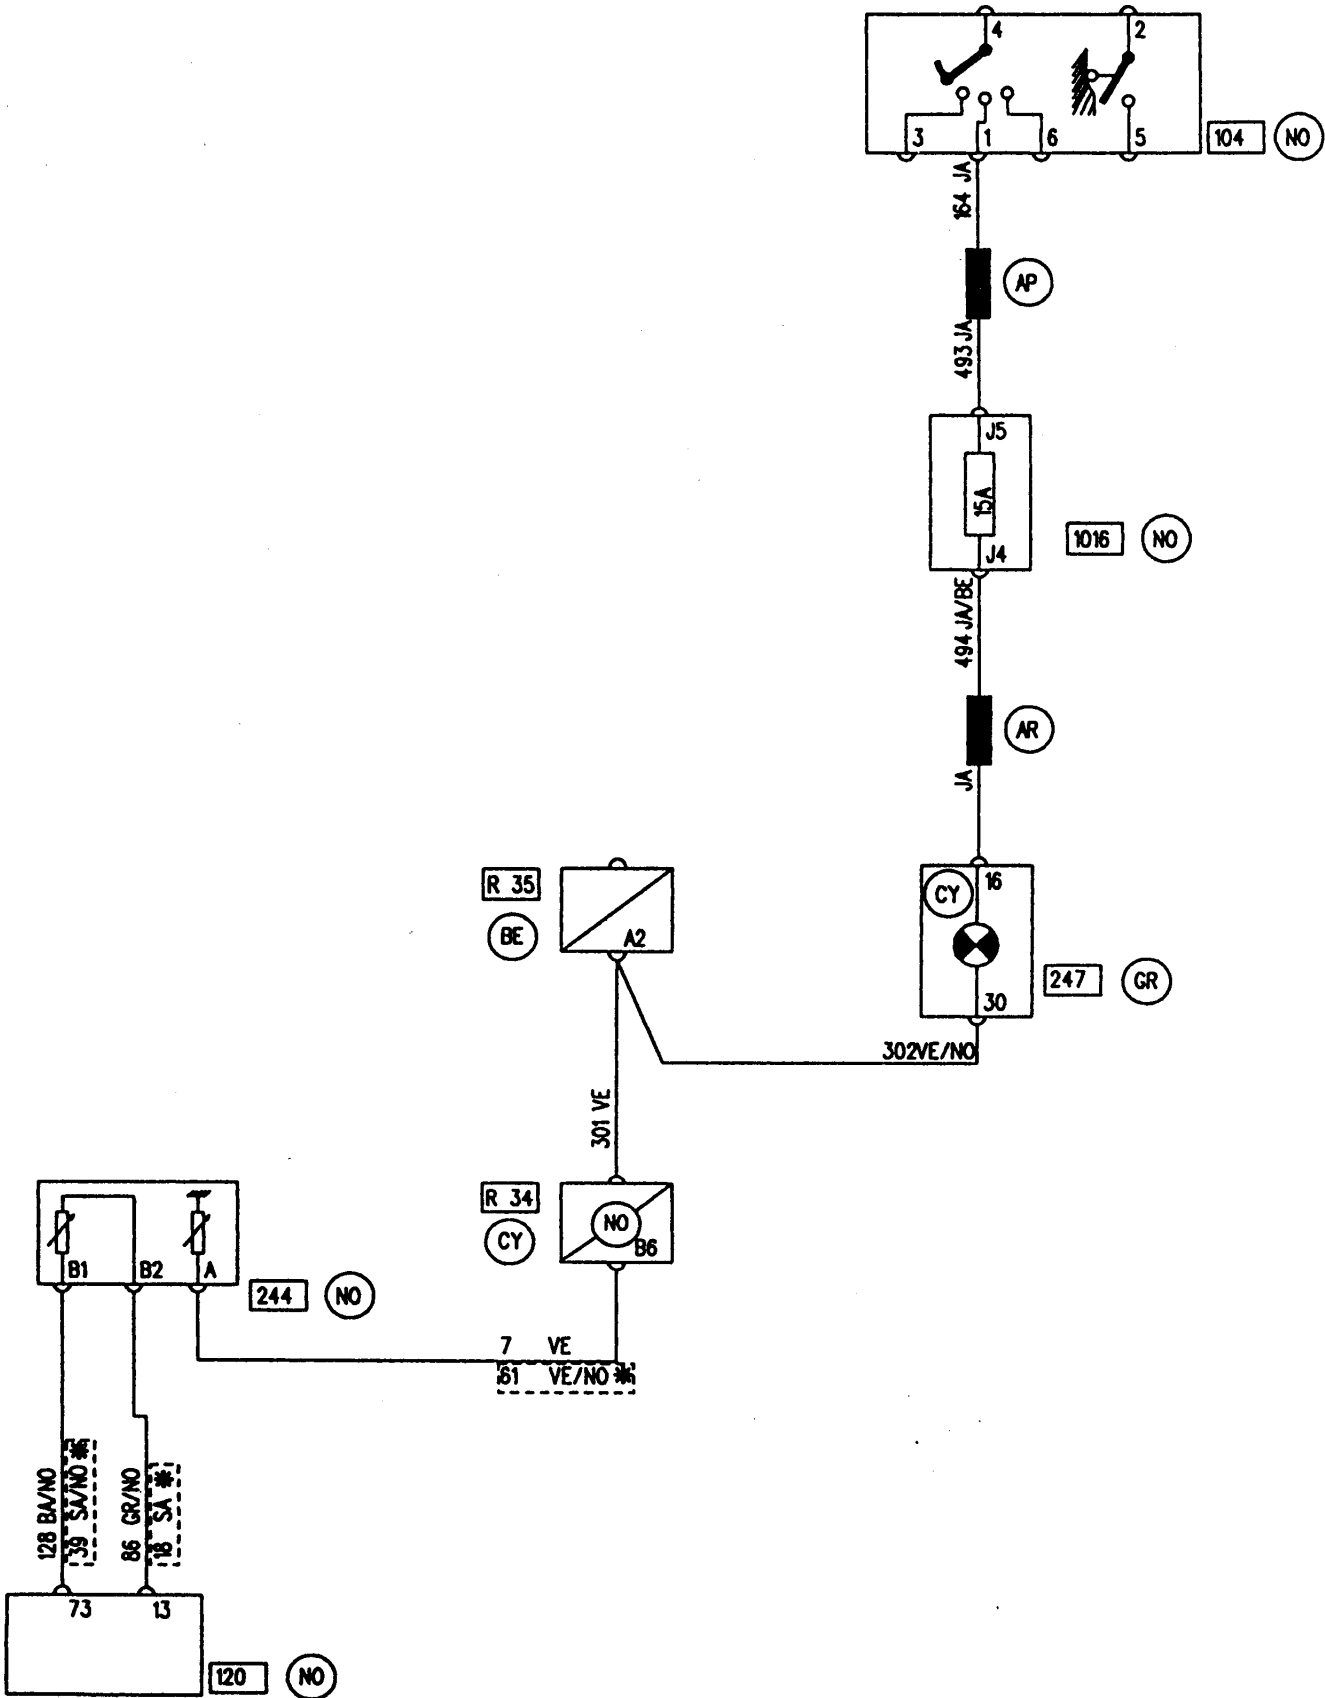 4
2
3
1
6
5
104
NO
164 JA
AP
493 JA
J5
15A
J4
1016
NO
494 JA/BE
AR
JA
R 35
BE
A2
CY
16
30
247
GR
302VE/NO
301 VE
R 34
CY
NO
B6
B1
B2
A
244
NO
7 VE
61 VE/NO *
128 BA/NO
39 SA/NO *
86 GR/NO
18 SA *
73
13
120
NO